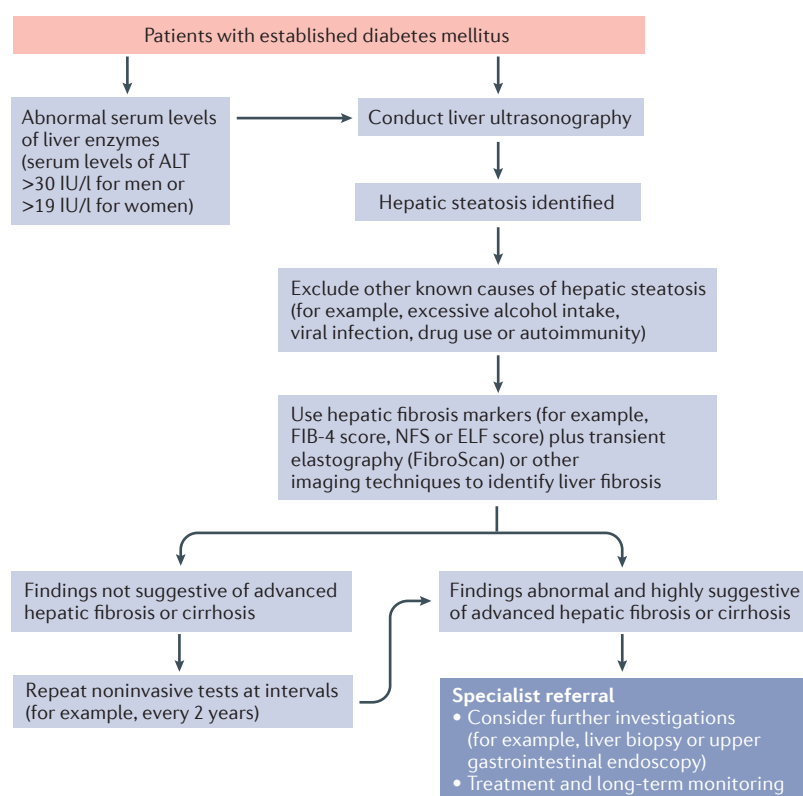 Patients with established diabetes mellitus
Abnormal serum levels
of liver enzymes
(serum levels of ALT
>30 IU/l for men or
>19 IU/l for women)
Conduct liver ultrasonography
Hepatic steatosis identified
Exclude other known causes of hepatic steatosis
(for example, excessive alcohol intake,
viral infection, drug use or autoimmunity)
Use hepatic fibrosis markers (for example,
FIB-4 score, NFS or ELF score) plus transient
elastography (FibroScan) or other
imaging techniques to identify liver fibrosis
Findings not suggestive of advanced
hepatic fibrosis or cirrhosis
Repeat noninvasive tests at intervals
(for example, every 2 years)
Findings abnormal and highly suggestive
of advanced hepatic fibrosis or cirrhosis
Specialist referral
• Consider further investigations
(for example, liver biopsy or upper
gastrointestinal endoscopy)
• Treatment and long-term monitoring